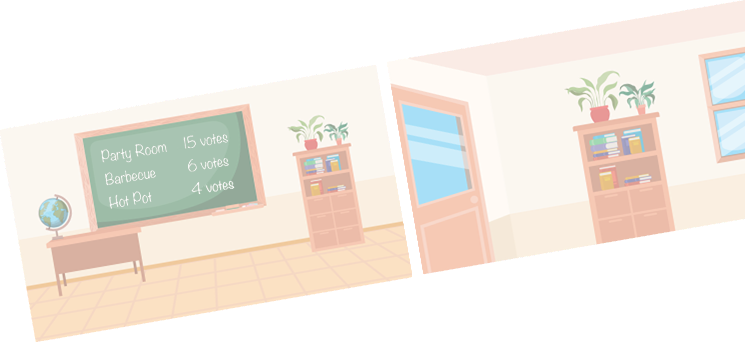 Party Room 15 votes
Barbecue 6 votes
Hot Pot 4 votes